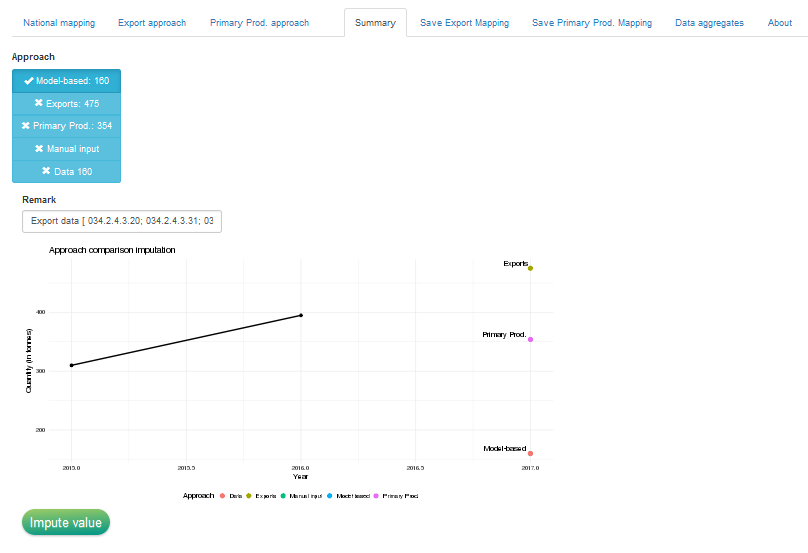 National mapping Export approach Primary Prod. approach Summary Save Export Mapping Save Primary Prod. Mapping Data aggregates About
Approach
Model-based: 160
Exports: 475
Primary Prod.: 354
Manual input
Data 160
Remark
Export data [ 034.2.4.3.20; 034.2.4.3.31; 03
Approach comparison imputation
Exports
Primary Prod.
Model-based
400
300
200
Quantity (in tonnes)
2015.0 2015.5 2016.0 2016.5 2017.0
Year
Approach Data Exports Manual input Model based Primary Prod.
Impute value